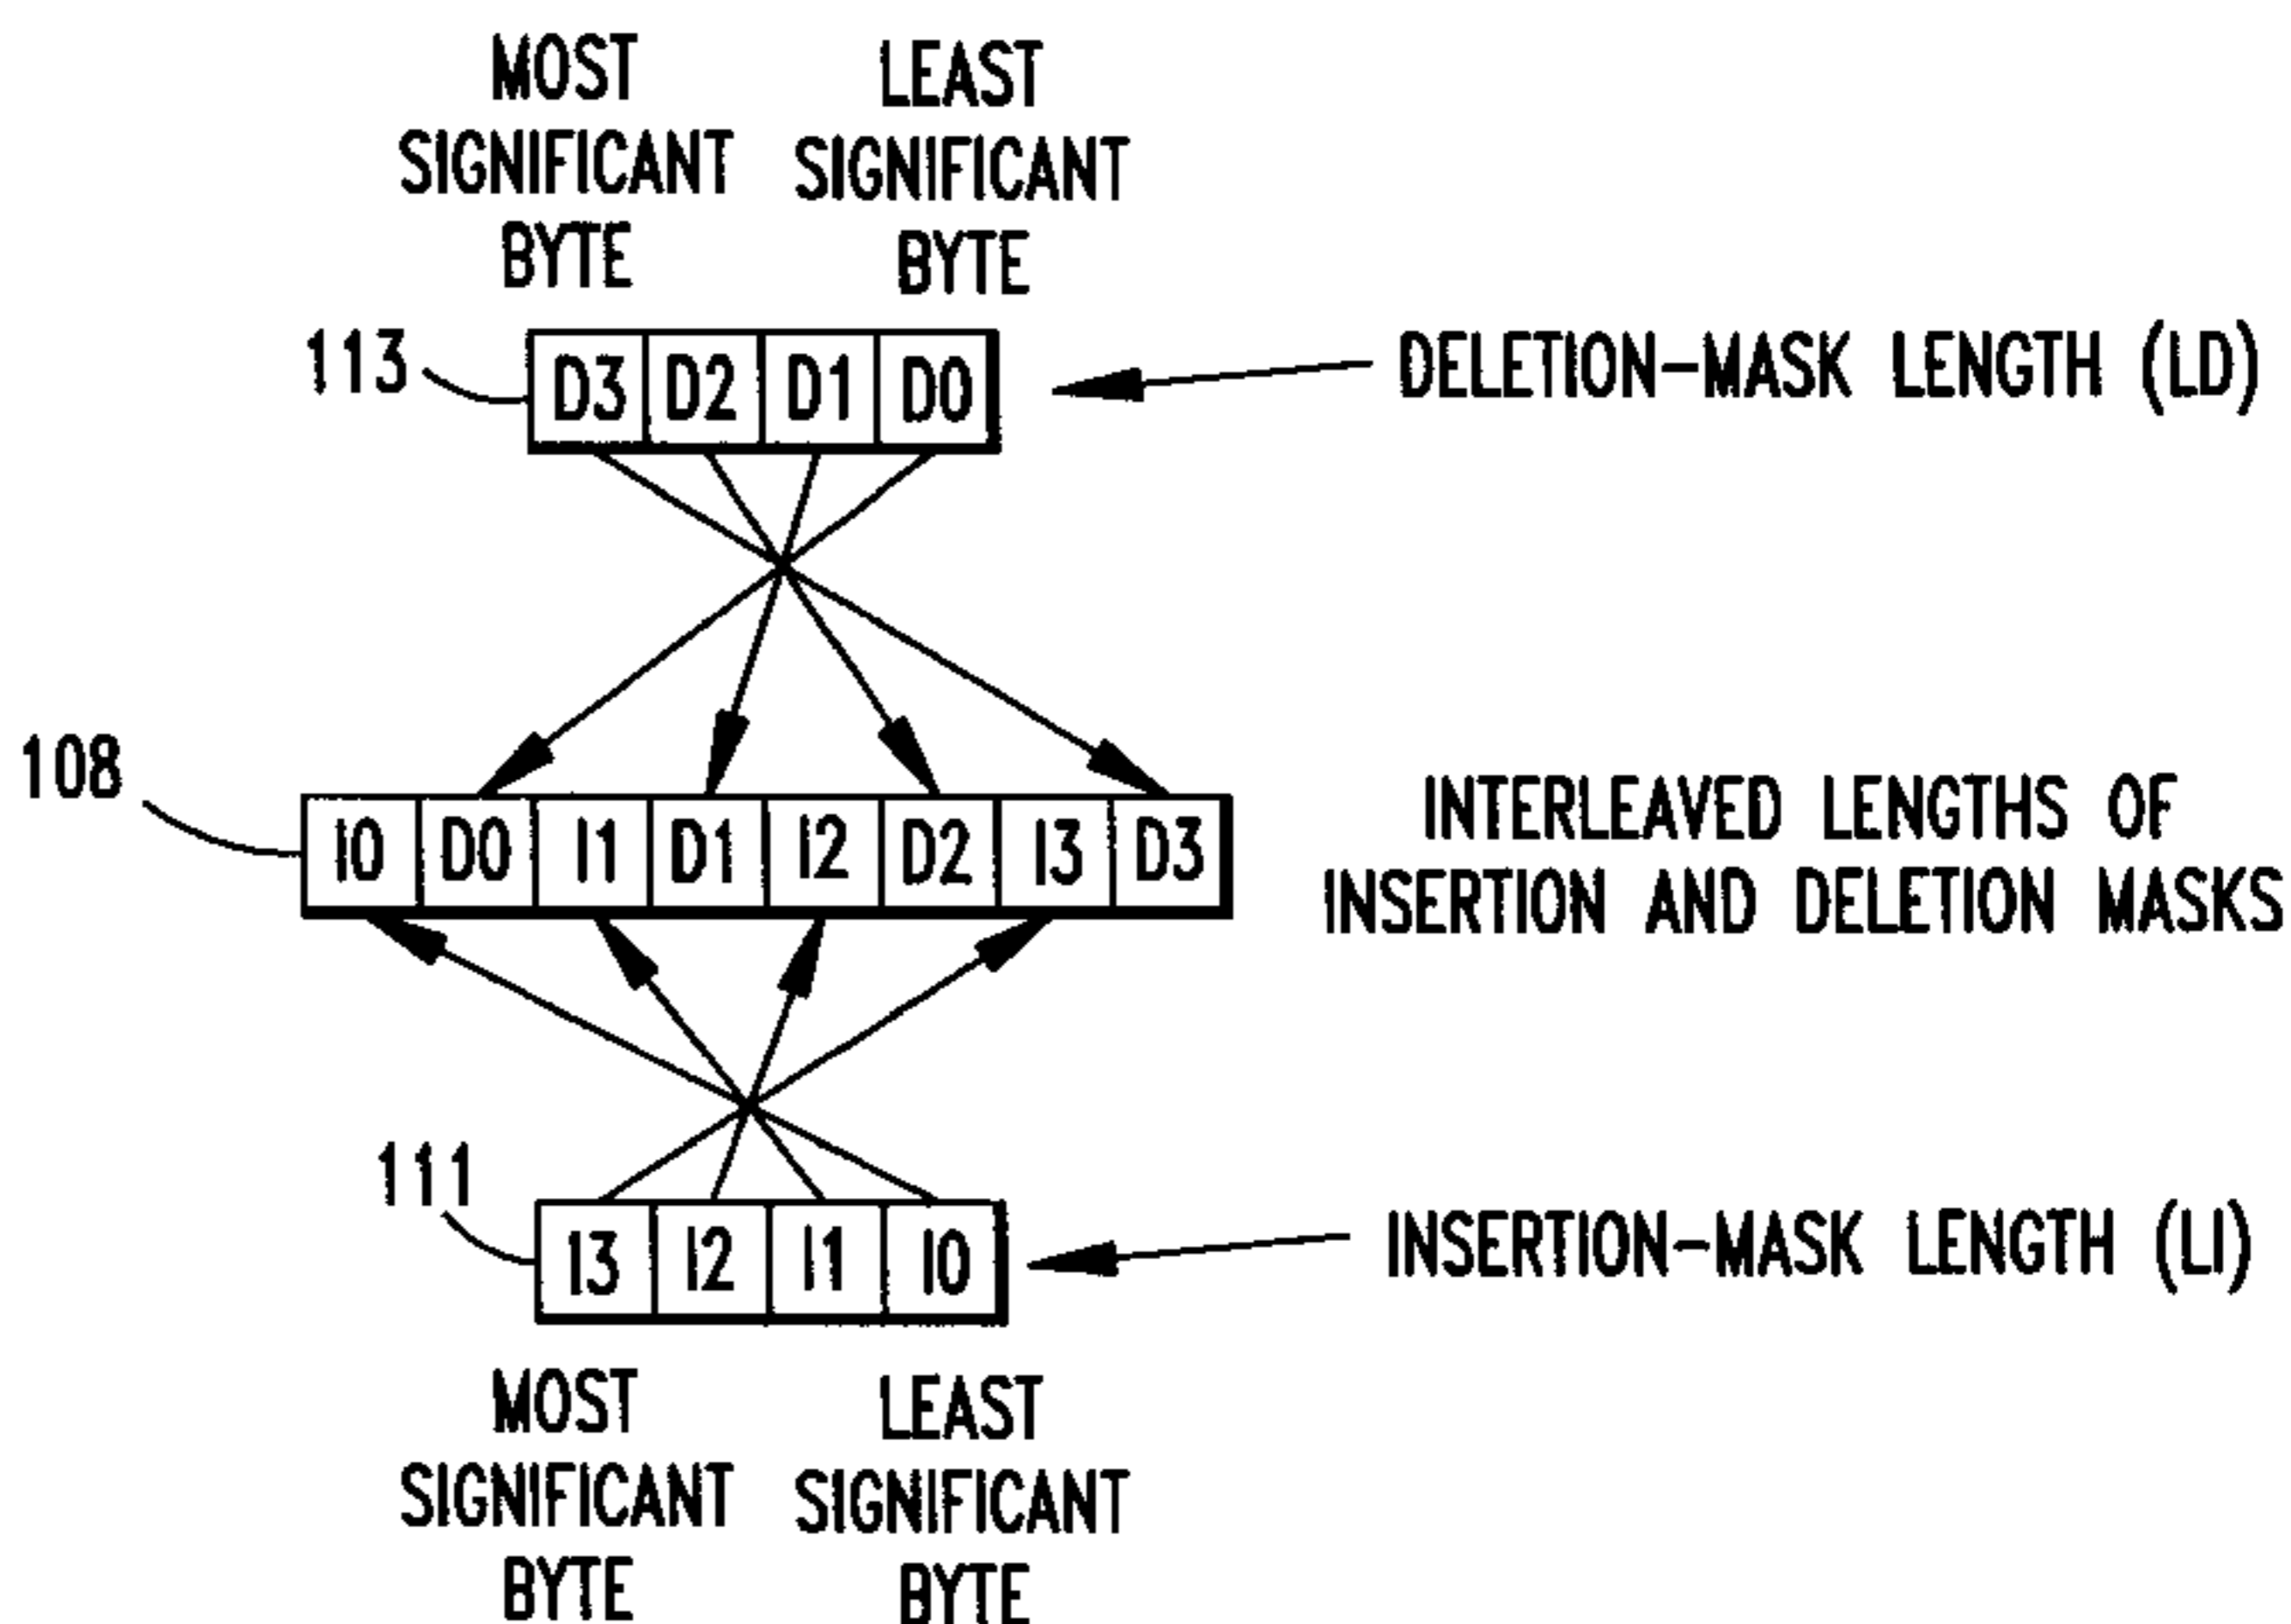 MOST
SIGNIFICANT
BYTE
LEAST
SIGNIFICANT
BYTE
113
D3 D2 D1 D0
DELETION-MASK LENGTH (LD)
108
I0 D0 I1 D1 I2 D2 I3 D3
INTERLEAVED LENGTHS OF
INSERTION AND DELETION MASKS
111
I3 I2 I1 I0
INSERTION-MASK LENGTH (LI)
MOST
SIGNIFICANT
BYTE
LEAST
SIGNIFICANT
BYTE